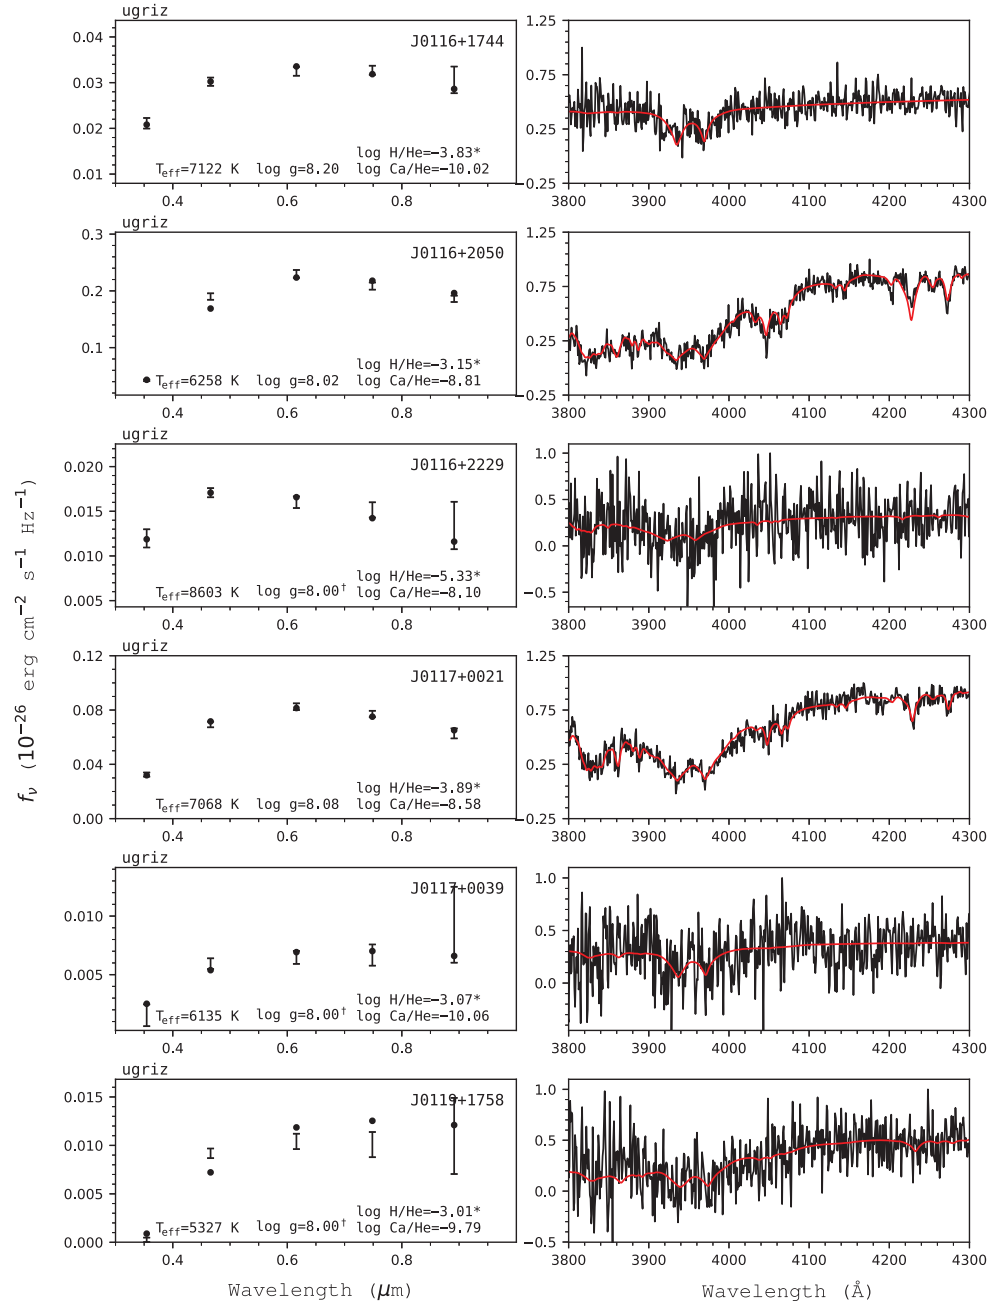 ugriz
J0116+1744
log H/He=−3.83*
T_eff=7122 K log g=8.20 log Ca/He=−10.02
0.04
0.03
0.02
0.01
0.4 0.6 0.8
1.25
0.75
0.25
−0.25
3800 3900 4000 4100 4200 4300
ugriz
J0116+2050
log H/He=−3.15*
T_eff=6258 K log g=8.02 log Ca/He=−8.81
0.3
0.2
0.1
0.4 0.6 0.8
1.25
0.75
0.25
−0.25
3800 3900 4000 4100 4200 4300
ugriz
J0116+2229
log H/He=−5.33*
T_eff=8603 K log g=8.00† log Ca/He=−8.10
0.020
0.015
0.010
0.005
0.4 0.6 0.8
1.0
0.5
0.0
−0.5
3800 3900 4000 4100 4200 4300
ugriz
J0117+0021
log H/He=−3.89*
T_eff=7068 K log g=8.08 log Ca/He=−8.58
0.12
0.08
0.04
0.00
0.4 0.6 0.8
1.25
0.75
0.25
−0.25
3800 3900 4000 4100 4200 4300
ugriz
J0117+0039
log H/He=−3.07*
T_eff=6135 K log g=8.00† log Ca/He=−10.06
0.010
0.005
0.4 0.6 0.8
1.0
0.5
0.0
3800 3900 4000 4100 4200 4300
ugriz
J0119+1758
log H/He=−3.01*
T_eff=5327 K log g=8.00† log Ca/He=−9.79
0.015
0.010
0.005
0.000
0.4 0.6 0.8
1.0
0.5
0.0
−0.5
3800 3900 4000 4100 4200 4300
f_ν (10⁻²⁶ erg cm⁻² s⁻¹ Hz⁻¹)
Wavelength (μm)
Wavelength (Å)